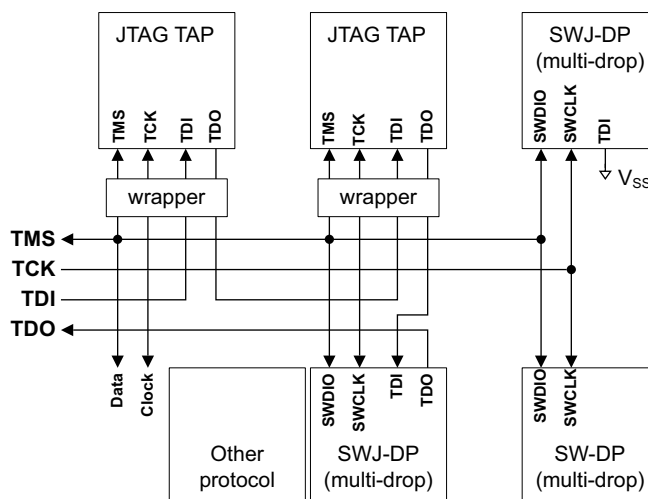 JTAG TAP
TMS
TCK
TDI
TDO
wrapper
JTAG TAP
TMS
TCK
TDI
TDO
wrapper
SWJ-DP
(multi-drop)
SWDIO
SWCLK
TDI
VSS
TMS
TCK
TDI
TDO
Data
Clock
Other
protocol
SWDIO
SWCLK
TDI
TDO
SWJ-DP
(multi-drop)
SWDIO
SWCLK
SW-DP
(multi-drop)